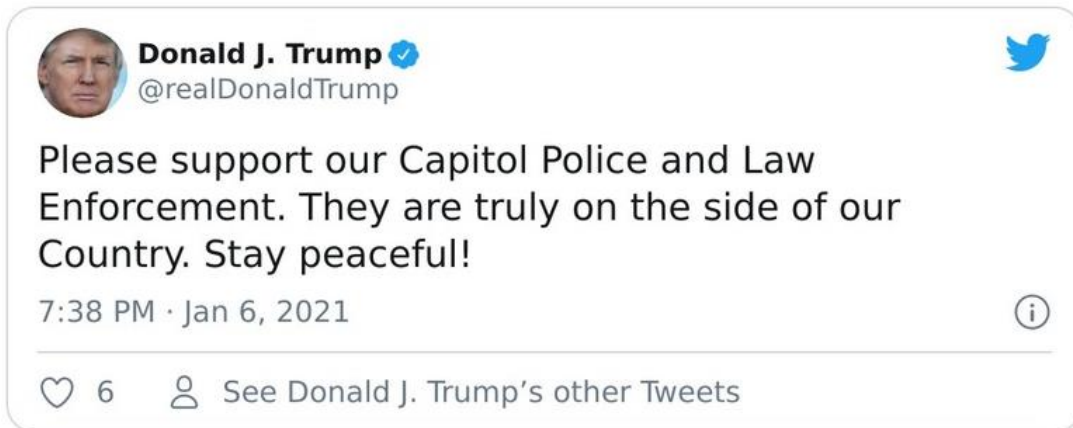 Donald J. Trump
@realDonaldTrump
Please support our Capitol Police and Law
Enforcement. They are truly on the side of our
Country. Stay peaceful!
7:38 PM · Jan 6, 2021
6 See Donald J. Trump’s other Tweets